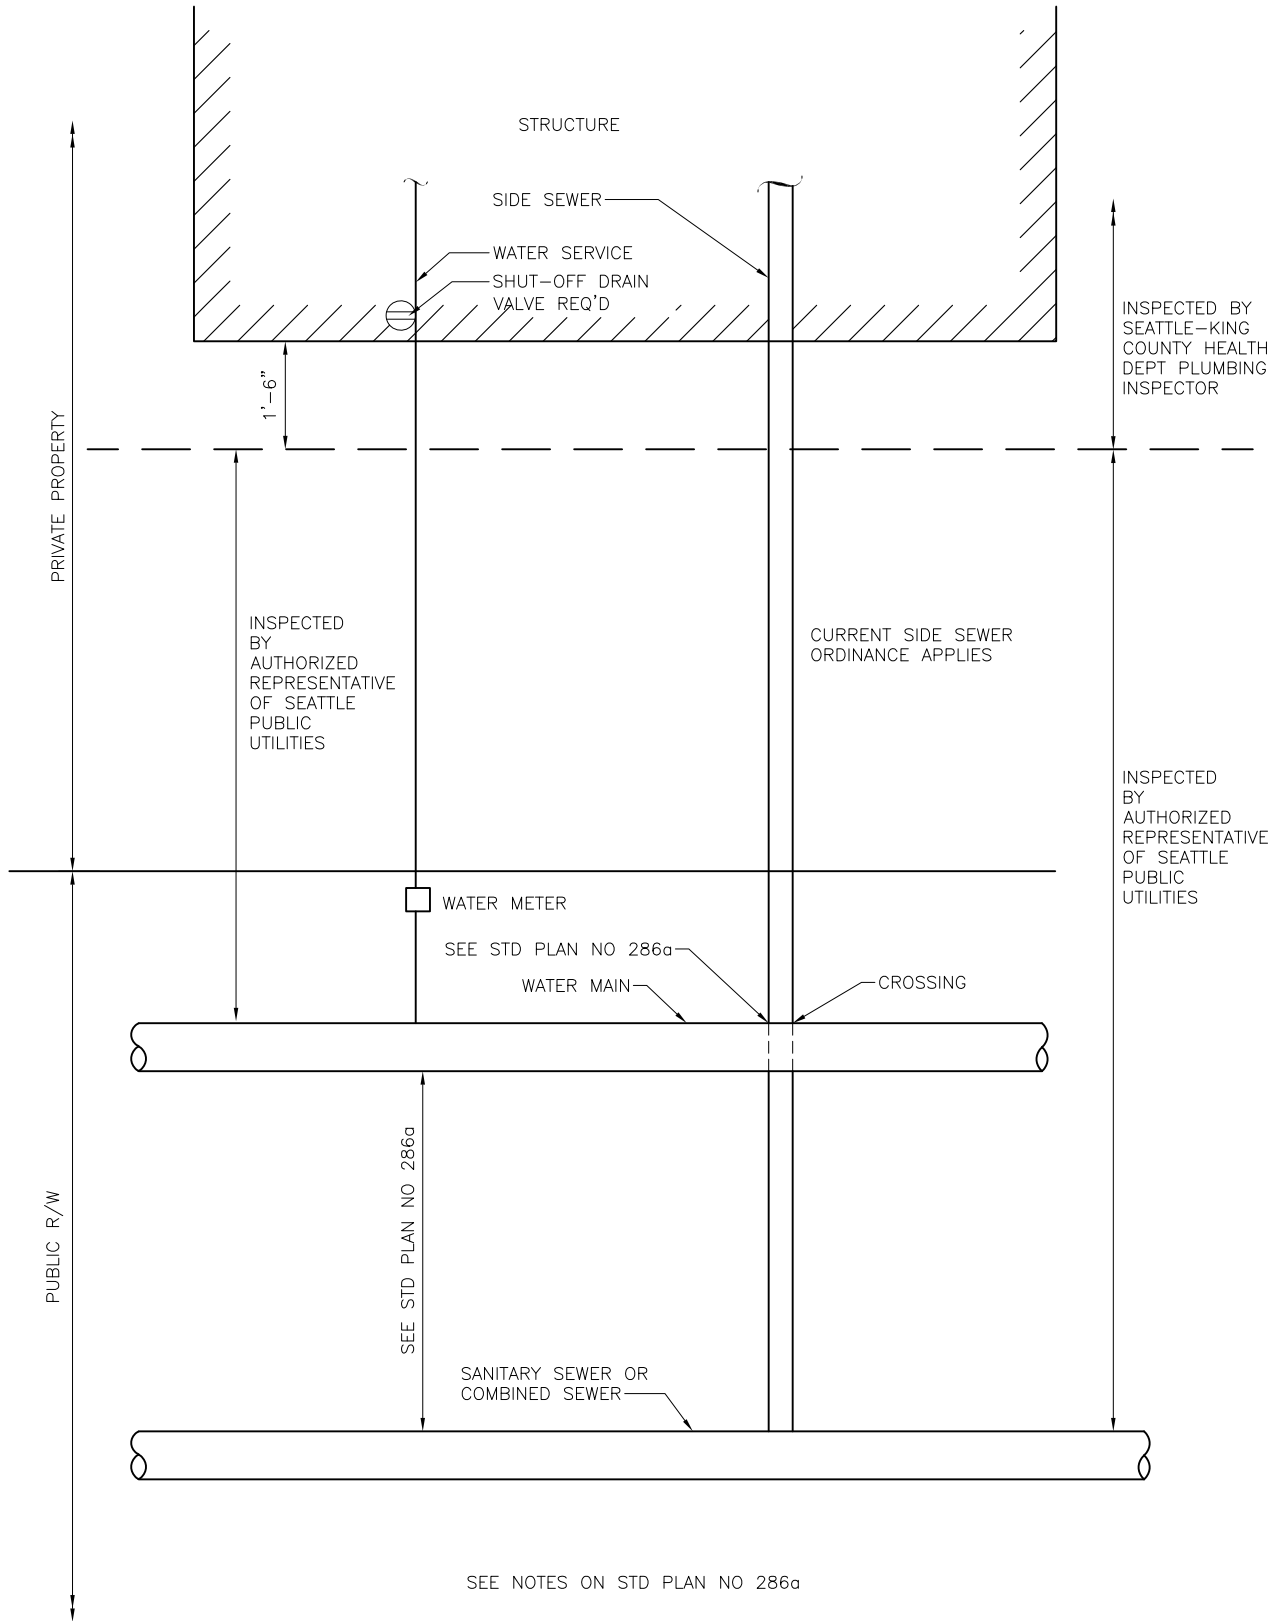 STRUCTURE
SIDE SEWER
WATER SERVICE
SHUT-OFF DRAIN
VALVE REQ'D
INSPECTED BY
SEATTLE-KING
COUNTY HEALTH
DEPT PLUMBING
INSPECTOR
1'-6"
PRIVATE PROPERTY
INSPECTED
BY
AUTHORIZED
REPRESENTATIVE
OF SEATTLE
PUBLIC
UTILITIES
CURRENT SIDE SEWER
ORDINANCE APPLIES
INSPECTED
BY
AUTHORIZED
REPRESENTATIVE
OF SEATTLE
PUBLIC
UTILITIES
WATER METER
SEE STD PLAN NO 286a
WATER MAIN
CROSSING
SEE STD PLAN NO 286a
PUBLIC R/W
SANITARY SEWER OR
COMBINED SEWER
SEE NOTES ON STD PLAN NO 286a